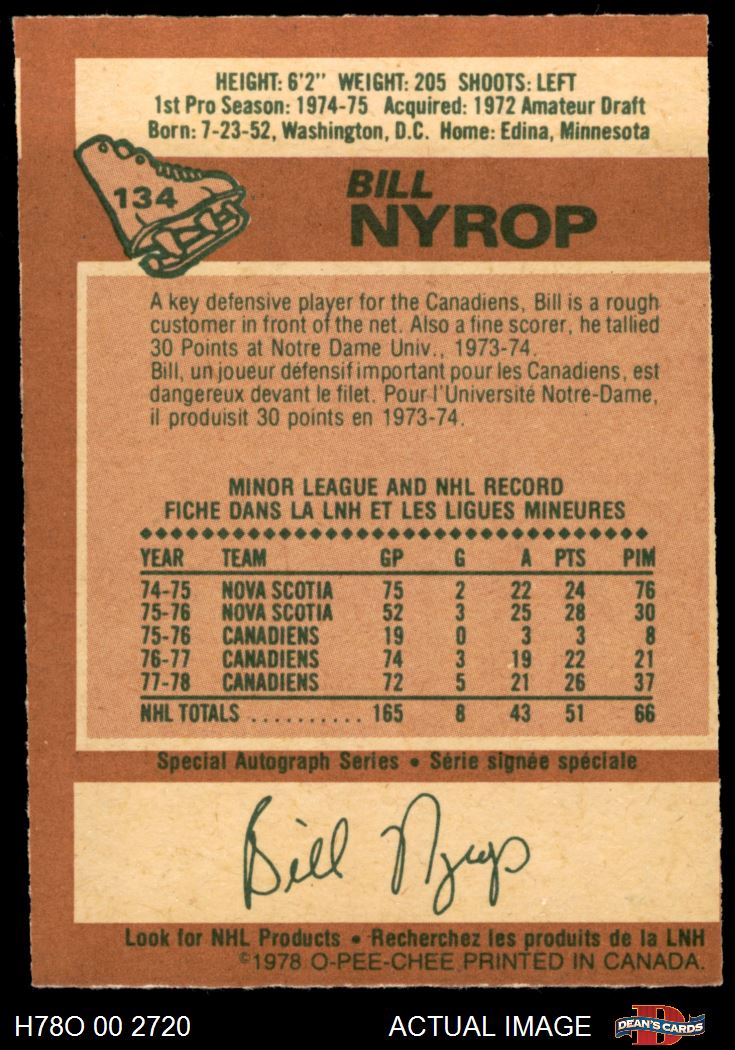 HEIGHT: 6'2" WEIGHT: 205 SHOOTS: LEFT
1st Pro Season: 1974-75 Acquired: 1972 Amateur Draft
Born: 7-23-52, Washington, D.C. Home: Edina, Minnesota
134
BILL
NYROP
A key defensive player for the Canadiens, Bill is a rough
customer in front of the net. Also a fine scorer, he tallied
30 Points at Notre Dame Univ., 1973-74.
Bill, un joueur défensif important pour les Canadiens, est
dangereux devant le filet. Pour l'Université Notre-Dame,
il produisit 30 points en 1973-74.
MINOR LEAGUE AND NHL RECORD
FICHE DANS LA LNH ET LES LIGUES MINEURES
YEAR TEAM GP G A PTS PIM
74-75 NOVA SCOTIA 75 2 22 24 76
75-76 NOVA SCOTIA 52 3 25 28 30
75-76 CANADIENS 19 0 3 3 8
76-77 CANADIENS 74 3 19 22 21
77-78 CANADIENS 72 5 21 26 37
NHL TOTALS .......... 165 8 43 51 66
Special Autograph Series • Série signée spéciale
Bill Nyrop
Look for NHL Products • Recherchez les produits de la LNH
©1978 O-PEE-CHEE PRINTED IN CANADA.
H78O 00 2720 ACTUAL IMAGE D DEAN'S CARDS